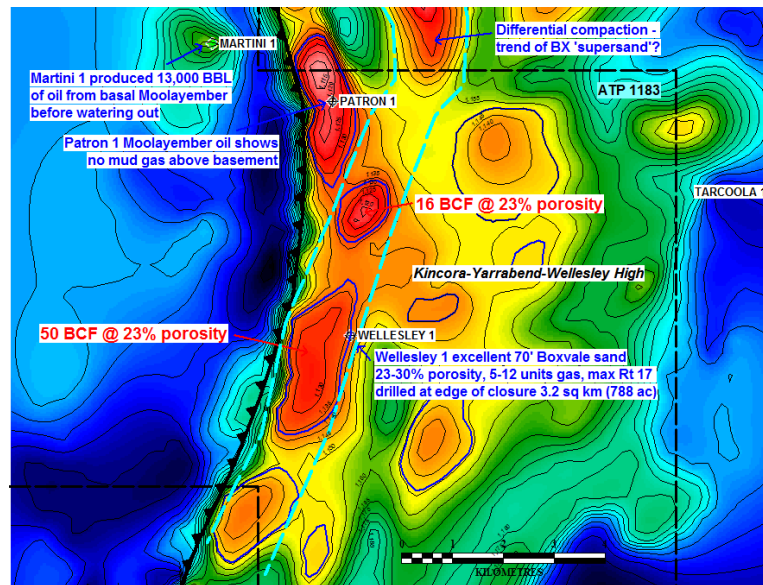 MARTINI 1
Differential compaction -
trend of BX 'supersand'?
Martini 1 produced 13,000 BBL
of oil from basal Moolayember
before watering out
ATP 1183
PATRON 1
Patron 1 Moolayember oil shows
no mud gas above basement
TARCOOLA 1
16 BCF @ 23% porosity
Kincora-Yarrabend-Wellesley High
50 BCF @ 23% porosity
WELLESLEY 1
Wellesley 1 excellent 70' Boxvale sand
23-30% porosity, 5-12 units gas, max Rt 17
drilled at edge of closure 3.2 sq km (788 ac)
0 1 2 3
KILOMETRES